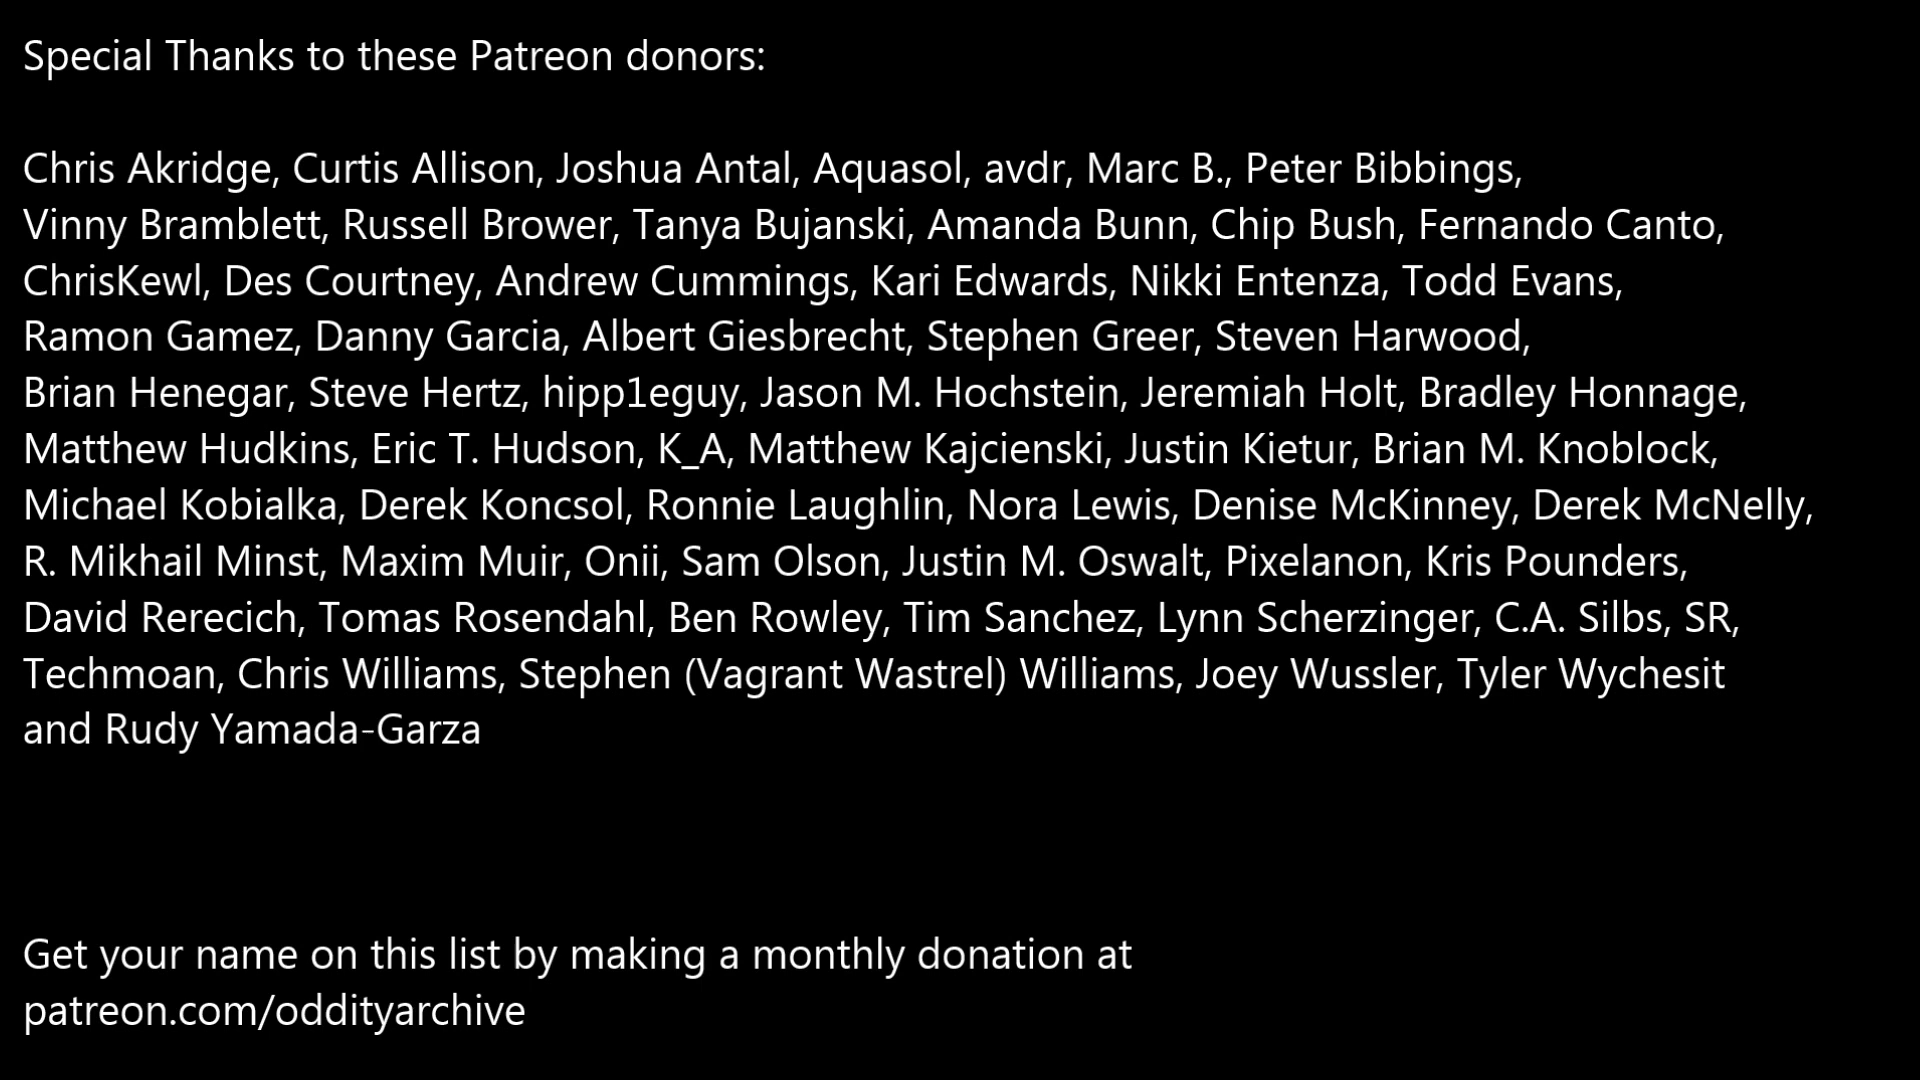 Special Thanks to these Patreon donors:
Chris Akridge, Curtis Allison, Joshua Antal, Aquasol, avdr, Marc B., Peter Bibbings,
Vinny Bramblett, Russell Brower, Tanya Bujanski, Amanda Bunn, Chip Bush, Fernando Canto,
ChrisKewl, Des Courtney, Andrew Cummings, Kari Edwards, Nikki Entenza, Todd Evans,
Ramon Gamez, Danny Garcia, Albert Giesbrecht, Stephen Greer, Steven Harwood,
Brian Henegar, Steve Hertz, hipp1eguy, Jason M. Hochstein, Jeremiah Holt, Bradley Honnage,
Matthew Hudkins, Eric T. Hudson, K_A, Matthew Kajcienski, Justin Kietur, Brian M. Knoblock,
Michael Kobialka, Derek Koncsol, Ronnie Laughlin, Nora Lewis, Denise McKinney, Derek McNelly,
R. Mikhail Minst, Maxim Muir, Onii, Sam Olson, Justin M. Oswalt, Pixelanon, Kris Pounders,
David Rerecich, Tomas Rosendahl, Ben Rowley, Tim Sanchez, Lynn Scherzinger, C.A. Silbs, SR,
Techmoan, Chris Williams, Stephen (Vagrant Wastrel) Williams, Joey Wussler, Tyler Wychesit
and Rudy Yamada-Garza
Get your name on this list by making a monthly donation at
patreon.com/oddityarchive